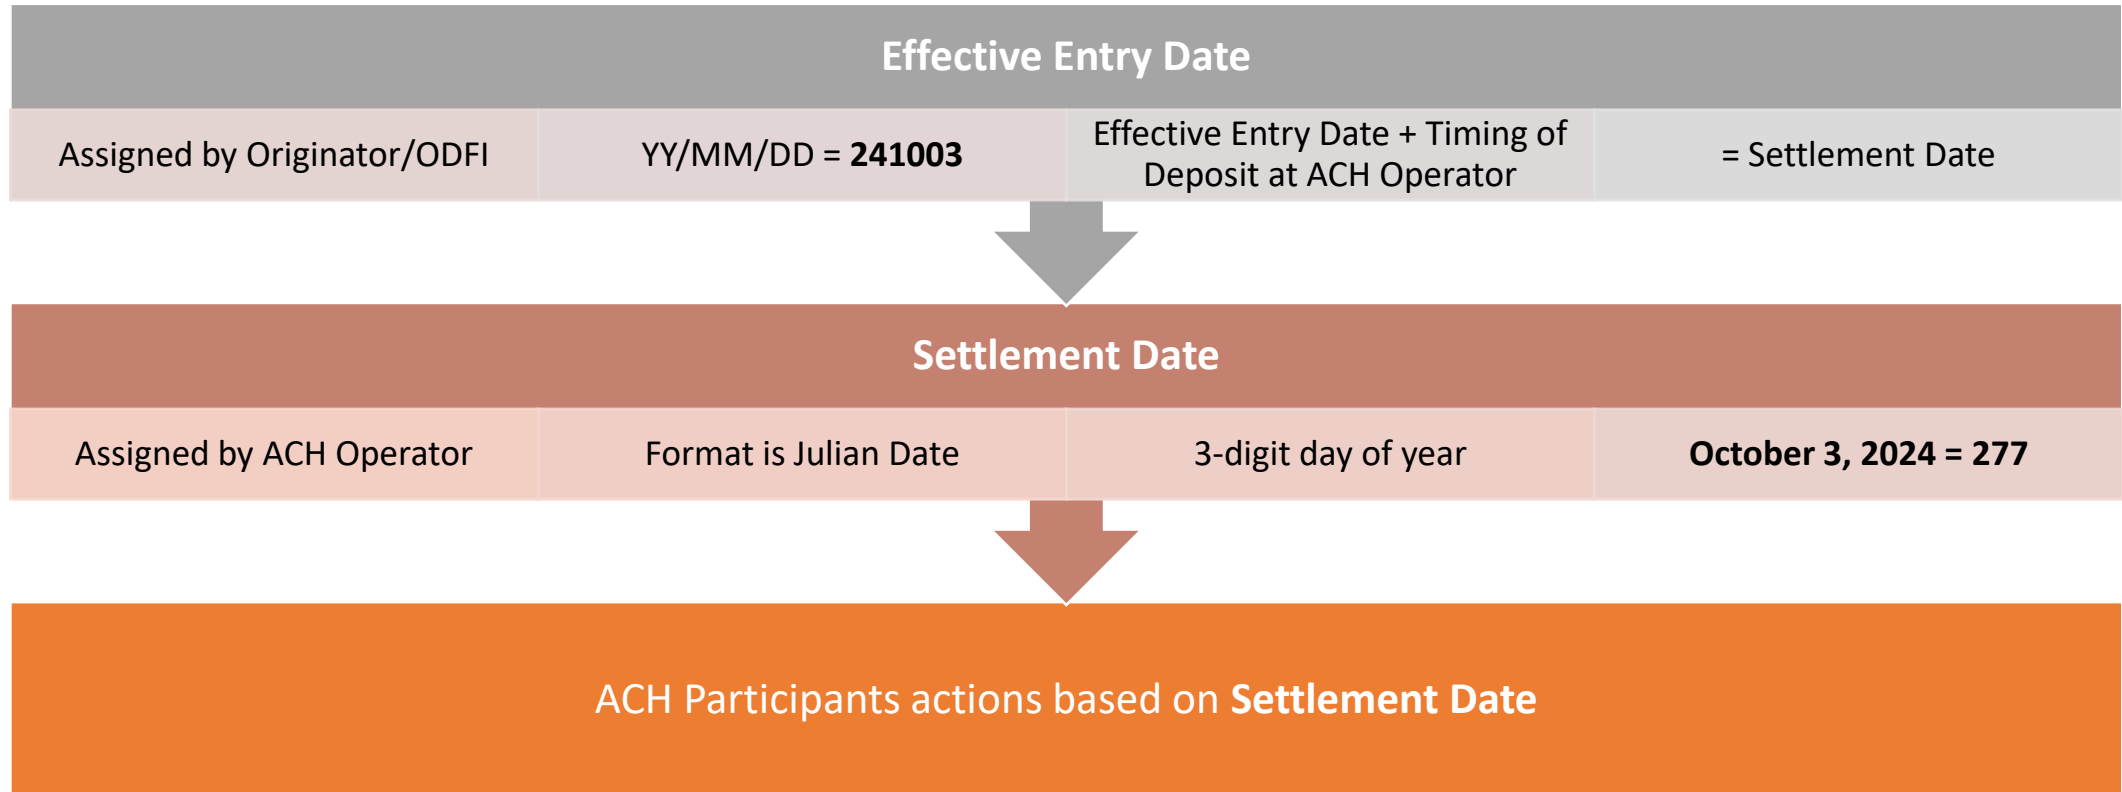 Effective Entry Date
Assigned by Originator/ODFI
YY/MM/DD = 241003
Effective Entry Date + Timing of
Deposit at ACH Operator
= Settlement Date
Settlement Date
Assigned by ACH Operator
Format is Julian Date
3-digit day of year
October 3, 2024 = 277
ACH Participants actions based on Settlement Date